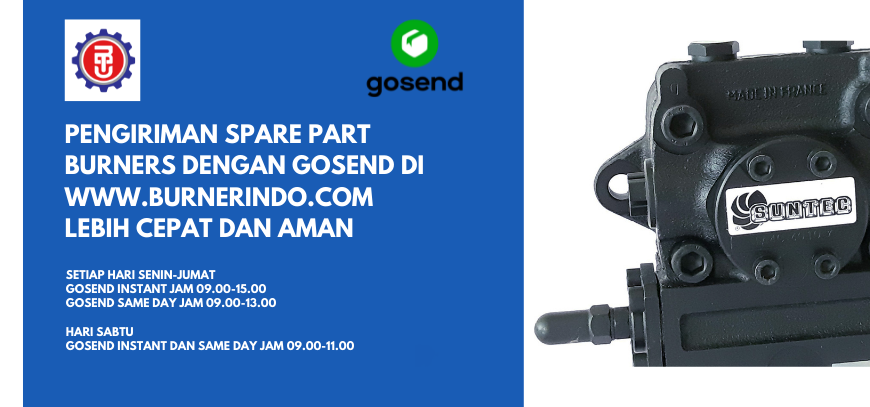 gosend
PENGIRIMAN SPARE PART
BURNERS DENGAN GOSEND DI
WWW.BURNERINDO.COM
LEBIH CEPAT DAN AMAN
SETIAP HARI SENIN-JUMAT
GOSEND INSTANT JAM 09.00-15.00
GOSEND SAME DAY JAM 09.00-13.00
HARI SABTU
GOSEND INSTANT DAN SAME DAY JAM 09.00-11.00
MADE IN FRANCE
SUNTEC